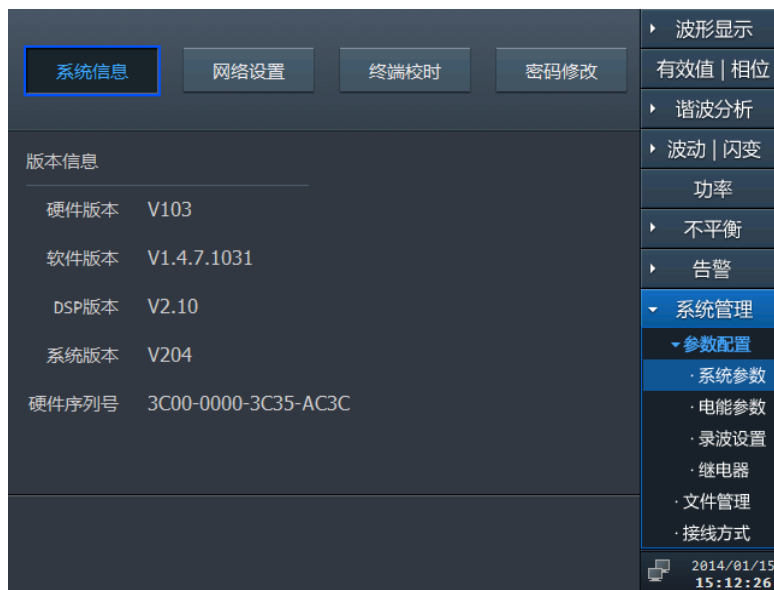 系统信息
网络设置
终端校时
密码修改
版本信息
硬件版本 V103
软件版本 V1.4.7.1031
DSP版本 V2.10
系统版本 V204
硬件序列号 3C00-0000-3C35-AC3C
波形显示
有效值 | 相位
谐波分析
波动 | 闪变
功率
不平衡
告警
系统管理
参数配置
·系统参数
·电能参数
·录波设置
·继电器
·文件管理
·接线方式
2014/01/15
15:12:26